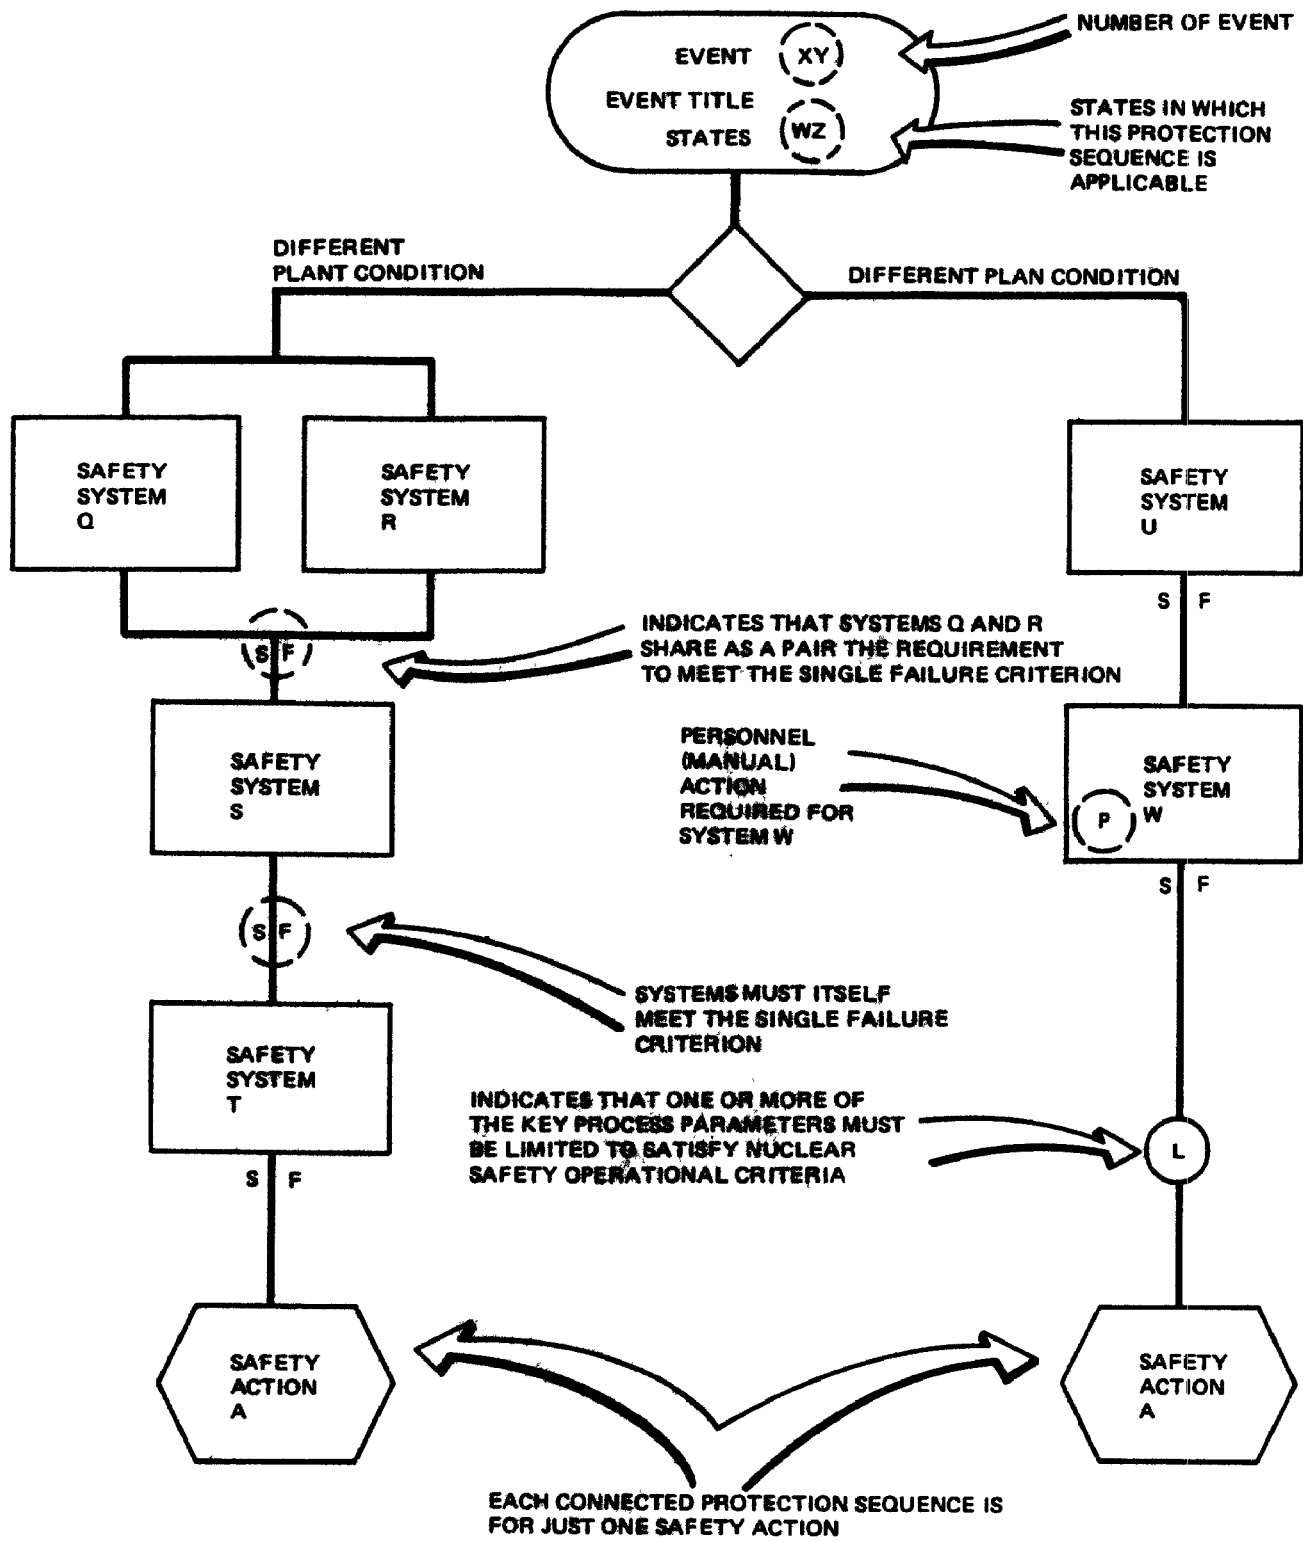 NUMBER OF EVENT
EVENT XY
EVENT TITLE
STATES WZ
STATES IN WHICH
THIS PROTECTION
SEQUENCE IS
APPLICABLE
DIFFERENT
PLANT CONDITION
DIFFERENT PLAN CONDITION
SAFETY
SYSTEM
Q
SAFETY
SYSTEM
R
SAFETY
SYSTEM
U
S F
S F
INDICATES THAT SYSTEMS Q AND R
SHARE AS A PAIR THE REQUIREMENT
TO MEET THE SINGLE FAILURE CRITERION
SAFETY
SYSTEM
S
PERSONNEL
(MANUAL)
ACTION
REQUIRED FOR
SYSTEM W
SAFETY
SYSTEM
W
P
S F
S F
SYSTEMS MUST ITSELF
MEET THE SINGLE FAILURE
CRITERION
SAFETY
SYSTEM
T
S F
INDICATES THAT ONE OR MORE OF
THE KEY PROCESS PARAMETERS MUST
BE LIMITED TO SATISFY NUCLEAR
SAFETY OPERATIONAL CRITERIA
L
SAFETY
ACTION
A
SAFETY
ACTION
A
EACH CONNECTED PROTECTION SEQUENCE IS
FOR JUST ONE SAFETY ACTION